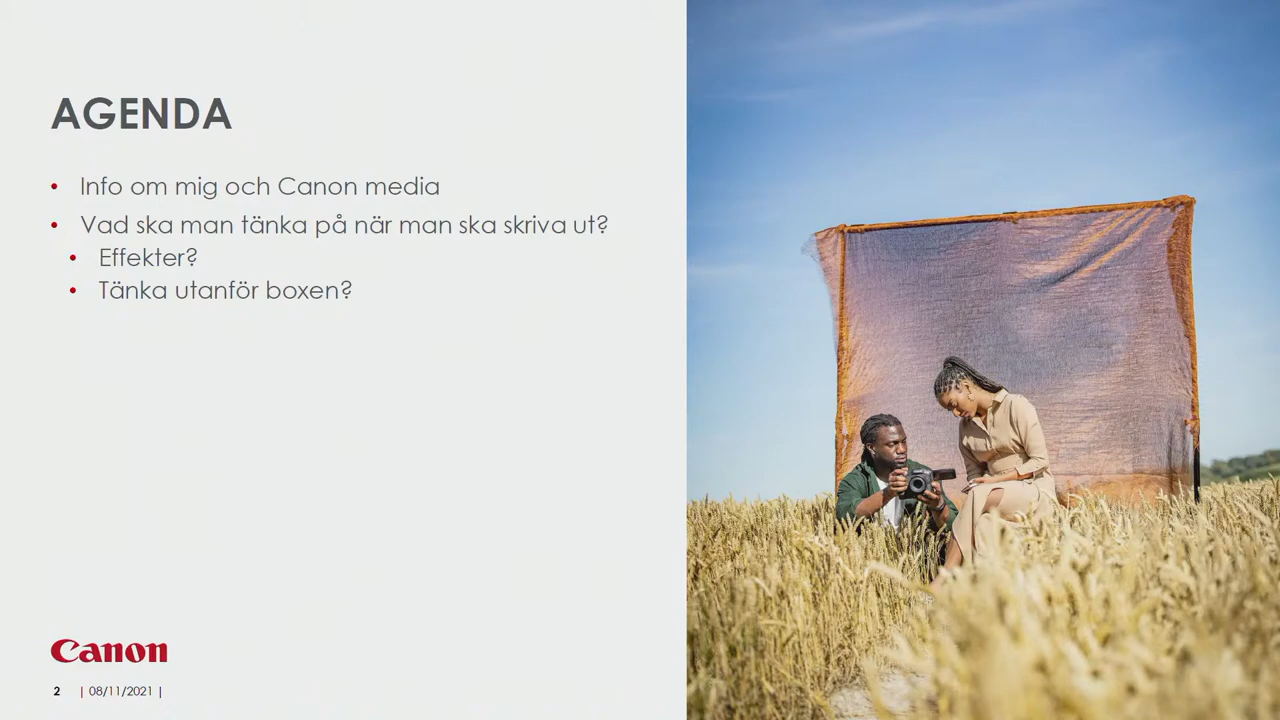 AGENDA
• Info om mig och Canon media
• Vad ska man tänka på när man ska skriva ut?
• Effekter?
• Tänka utanför boxen?
Canon
2 | 08/11/2021 |